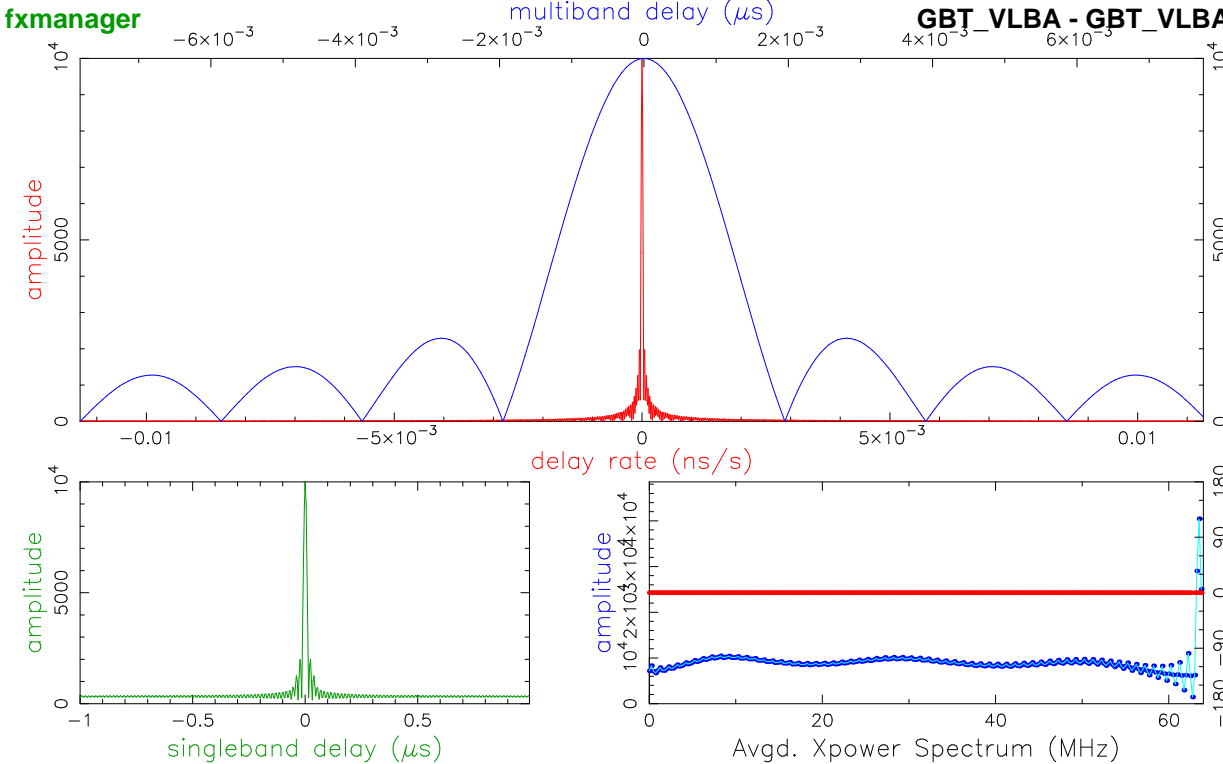 fxmanager
multiband delay (μs)
GBT_VLBA - GBT_VLBA
−6×10⁻³ −4×10⁻³ −2×10⁻³ 0 2×10⁻³ 4×10⁻³ 6×10⁻³
amplitude
0 5000 10⁴
0 5000 10⁴
−0.01 −5×10⁻³ 0 5×10⁻³ 0.01
delay rate (ns/s)
amplitude
0 5000 10⁴
−1 −0.5 0 0.5
singleband delay (μs)
amplitude
0 10⁴ 2×10⁴ 3×10⁴ 4×10⁴
180 90 0 −90 −180
0 20 40 60
Avgd. Xpower Spectrum (MHz)